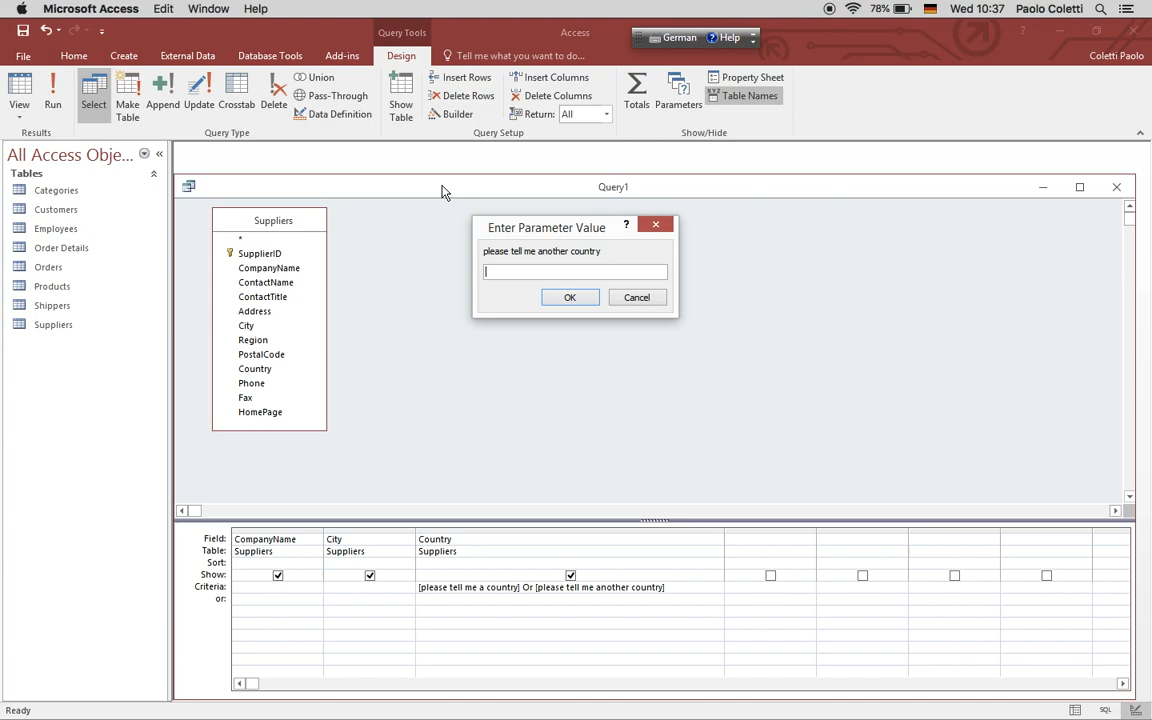 Microsoft Access Edit Window Help 78% Wed 10:37 Paolo Coletti
Query Tools Access German Help
File Home Create External Data Database Tools Add-ins Design Tell me what you want to do... Coletti Paolo
View Run Select Make Table Append Update Crosstab Delete
Union
Pass-Through
Data Definition
Show Table
Insert Rows
Delete Rows
Builder
Insert Columns
Delete Columns
Return: All
Totals Parameters
Property Sheet
XYZ Table Names
Results Query Type Query Setup Show/Hide
All Access Obje...
Tables
Categories
Customers
Employees
Order Details
Orders
Products
Shippers
Suppliers
Query1
Suppliers
*
SupplierID
CompanyName
ContactName
ContactTitle
Address
City
Region
PostalCode
Country
Phone
Fax
HomePage
Enter Parameter Value ?
please tell me another country
OK Cancel
Field: CompanyName City Country
Table: Suppliers Suppliers Suppliers
Sort:
Show:
Criteria: [please tell me a country] Or [please tell me another country]
or:
Ready SQL